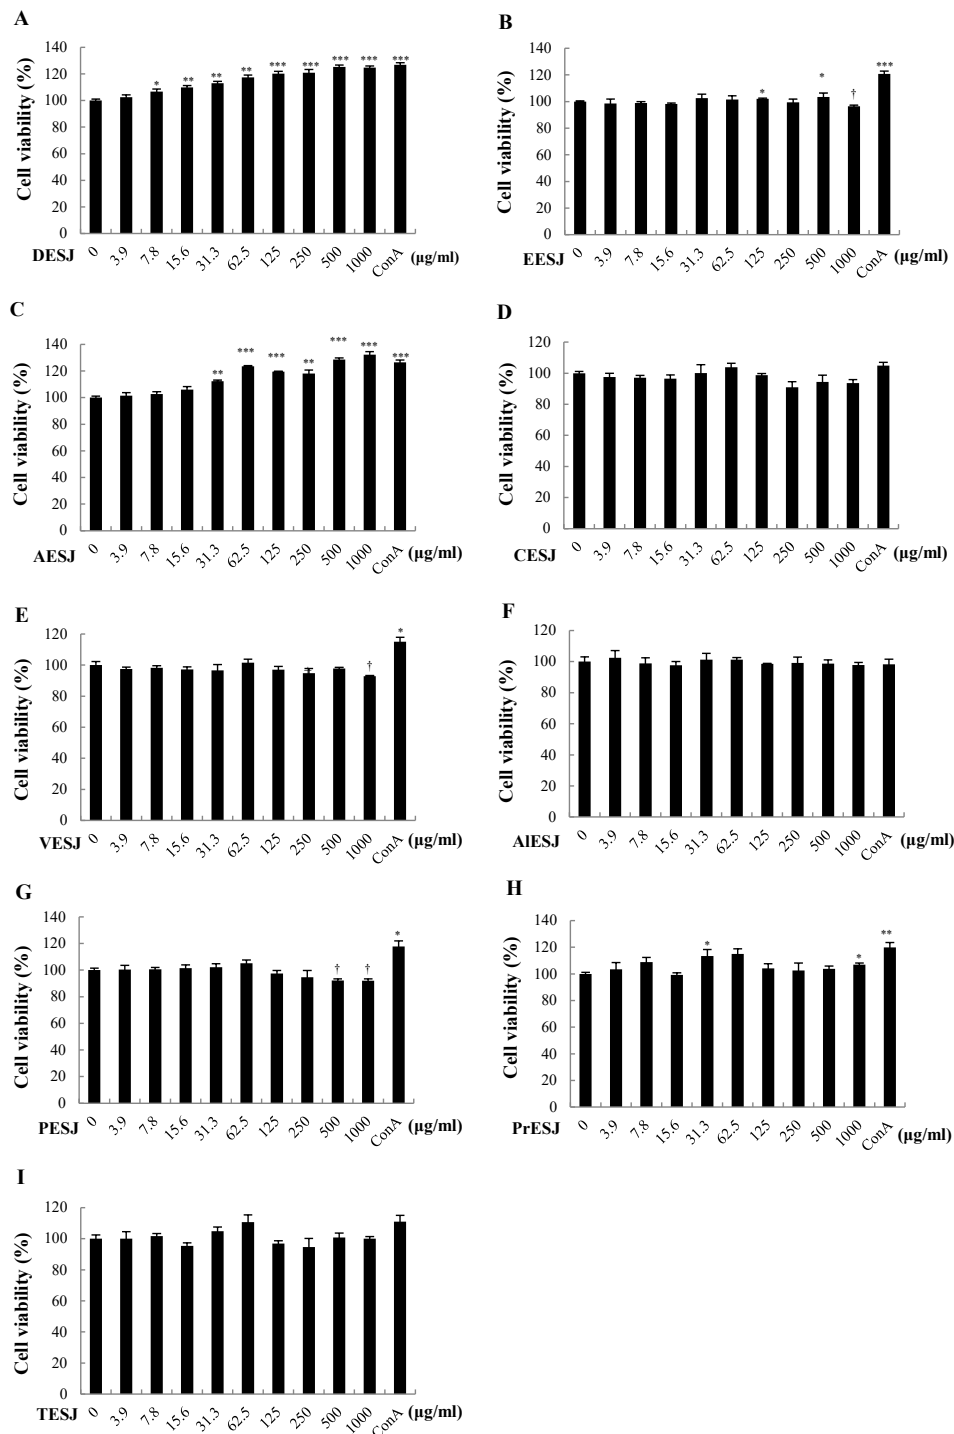 A
Cell viability (%)
140
120
100
80
60
40
20
0
* ** ** ** *** *** *** *** ***
DESJ 0 3.9 7.8 15.6 31.3 62.5 125 250 500 1000 ConA (μg/ml)
B
Cell viability (%)
140
120
100
80
60
40
20
0
* * † ***
EESJ 0 3.9 7.8 15.6 31.3 62.5 125 250 500 1000 ConA (μg/ml)
C
Cell viability (%)
140
120
100
80
60
40
20
0
** *** *** ** *** *** ***
AESJ 0 3.9 7.8 15.6 31.3 62.5 125 250 500 1000 ConA (μg/ml)
D
Cell viability (%)
120
100
80
60
40
20
0
CESJ 0 3.9 7.8 15.6 31.3 62.5 125 250 500 1000 ConA (μg/ml)
E
Cell viability (%)
120
100
80
60
40
20
0
† *
VESJ 0 3.9 7.8 15.6 31.3 62.5 125 250 500 1000 ConA (μg/ml)
F
Cell viability (%)
120
100
80
60
40
20
0
AlESJ 0 3.9 7.8 15.6 31.3 62.5 125 250 500 1000 ConA (μg/ml)
G
Cell viability (%)
140
120
100
80
60
40
20
0
† † *
PESJ 0 3.9 7.8 15.6 31.3 62.5 125 250 500 1000 ConA (μg/ml)
H
Cell viability (%)
140
120
100
80
60
40
20
0
* * **
PrESJ 0 3.9 7.8 15.6 31.3 62.5 125 250 500 1000 ConA (μg/ml)
I
Cell viability (%)
120
100
80
60
40
20
0
TESJ 0 3.9 7.8 15.6 31.3 62.5 125 250 500 1000 ConA (μg/ml)